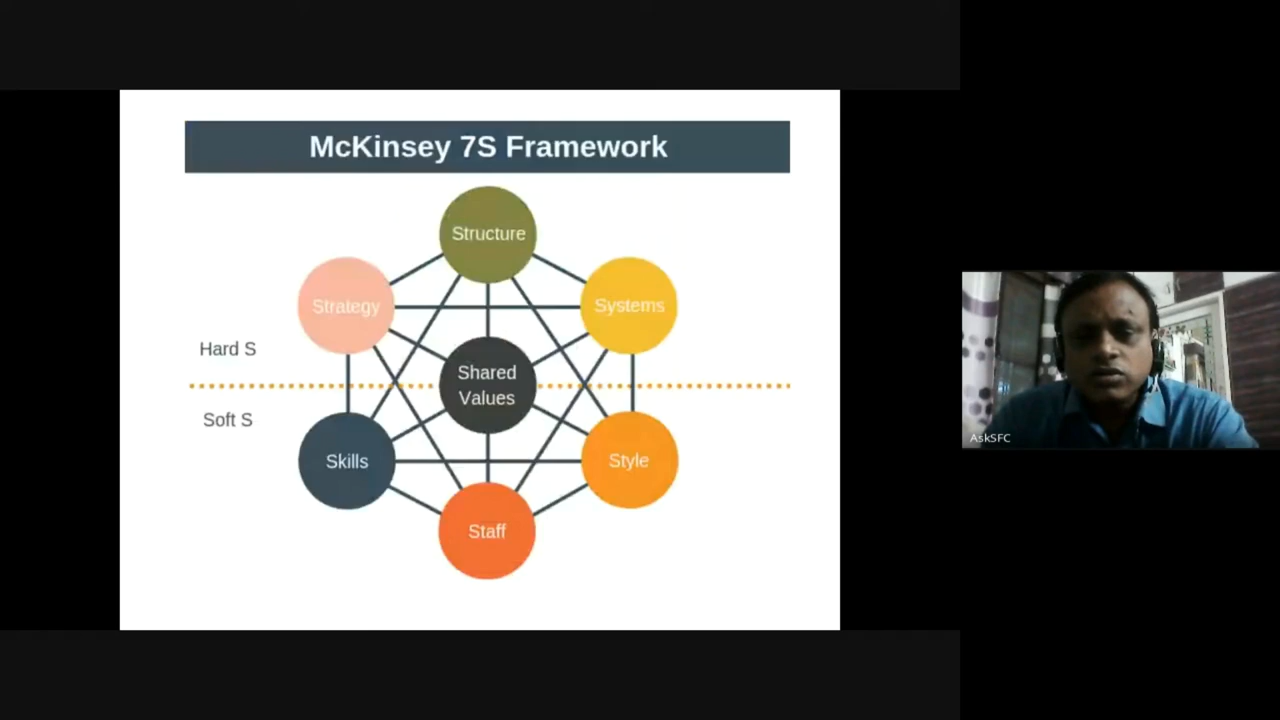 McKinsey 7S Framework
Structure
Strategy
Systems
Hard S
Shared
Values
Soft S
Skills
Style
Staff
AskSFC